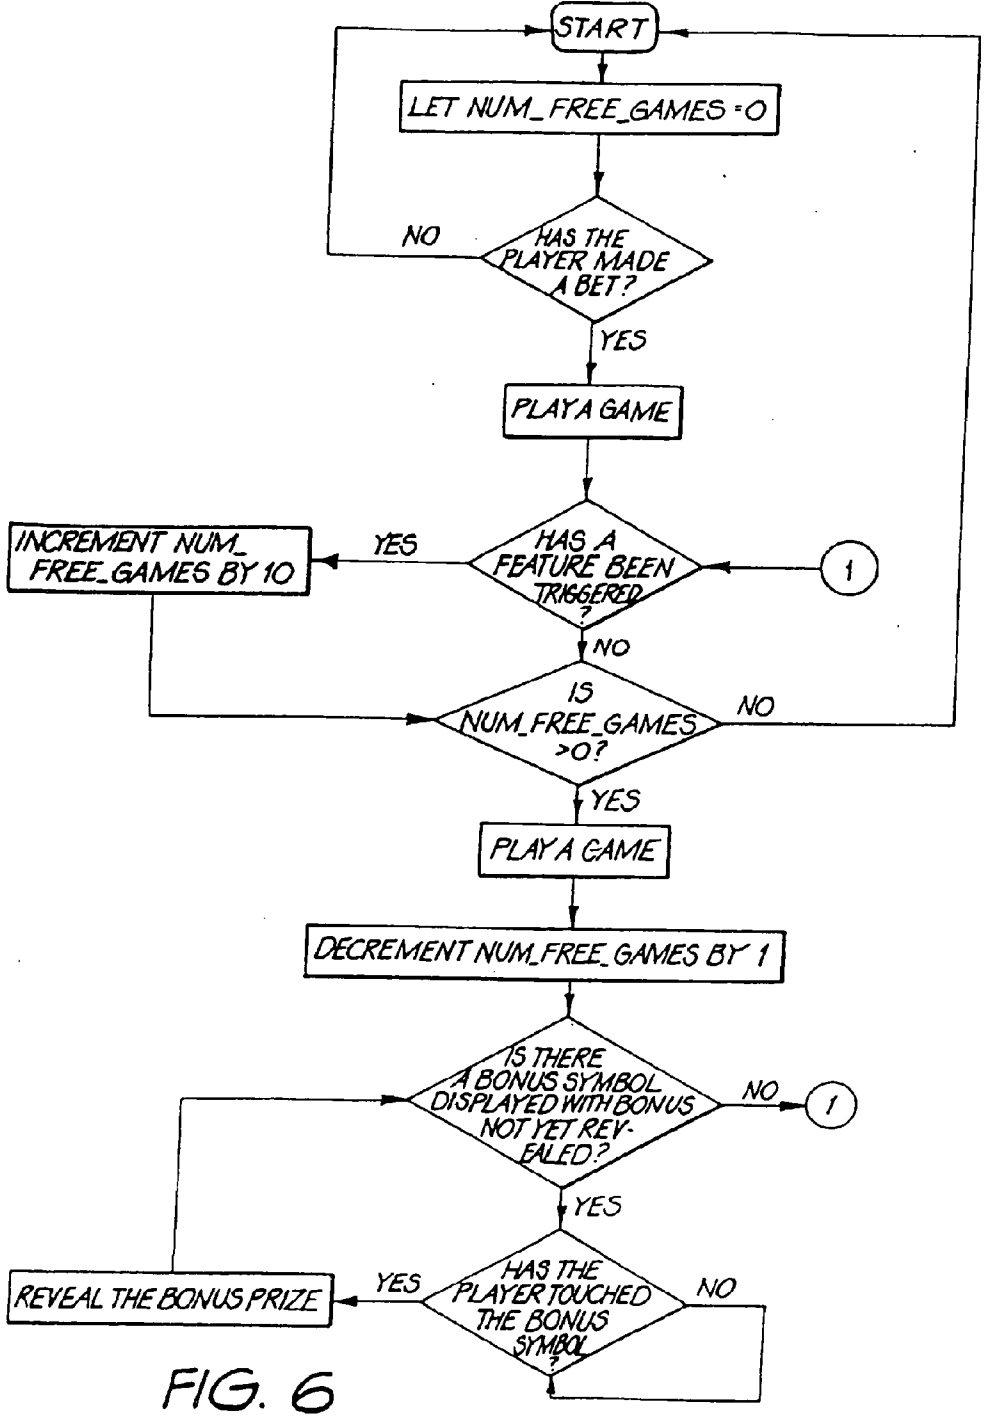 START
LET NUM_FREE_GAMES = 0
HAS THE
PLAYER MADE
A BET?
NO
YES
PLAY A GAME
HAS A
FEATURE BEEN
TRIGGERED
?
YES
1
INCREMENT NUM_
FREE_GAMES BY 10
NO
IS
NUM_FREE_GAMES
>0?
NO
YES
PLAY A GAME
DECREMENT NUM_FREE_GAMES BY 1
IS THERE
A BONUS SYMBOL
DISPLAYED WITH BONUS
NOT YET REV-
EALED?
NO
1
YES
HAS THE
PLAYER TOUCHED
THE BONUS
SYMBOL
?
YES
NO
REVEAL THE BONUS PRIZE
FIG. 6